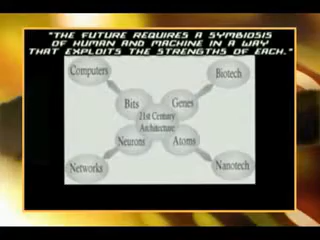 "THE FUTURE REQUIRES A SYMBIOSIS
OF HUMAN AND MACHINE IN A WAY
THAT EXPLOITS THE STRENGTHS OF EACH."
Computers
Biotech
Bits
Genes
21st Century
Architecture
Neurons
Atoms
Networks
Nanotech